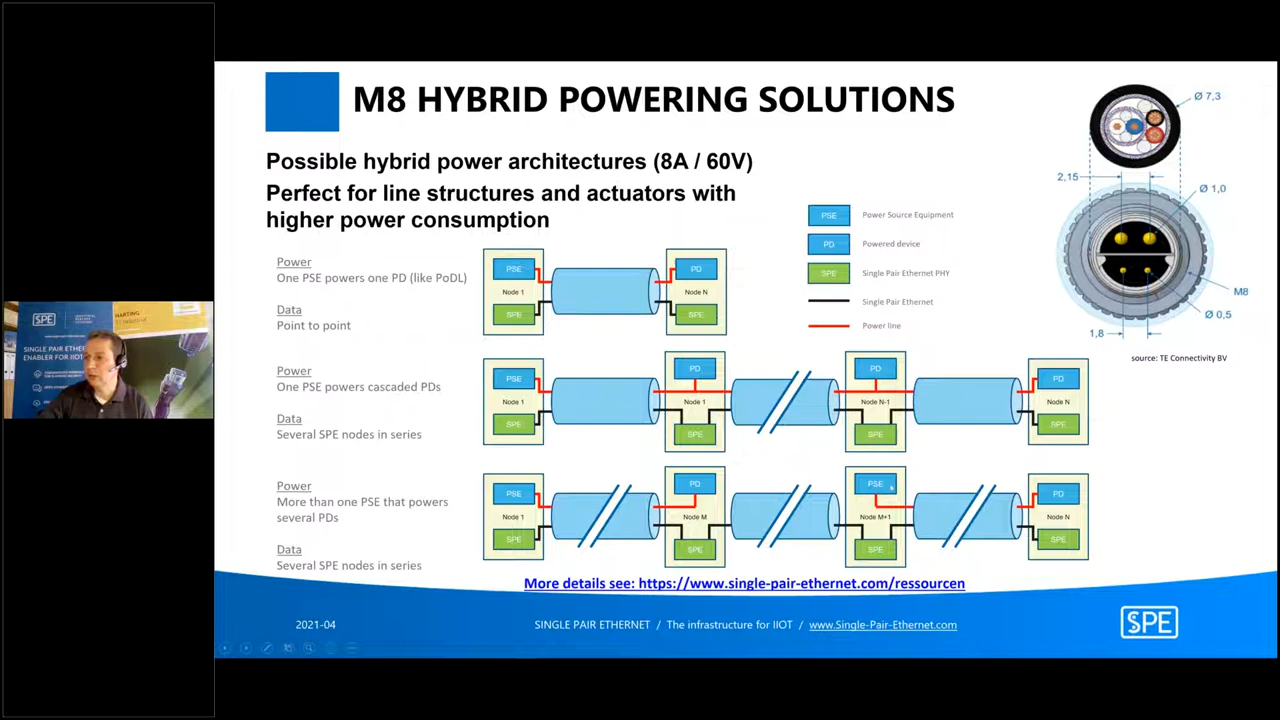 M8 HYBRID POWERING SOLUTIONS
Possible hybrid power architectures (8A / 60V)
Perfect for line structures and actuators with
higher power consumption
PSE
Power Source Equipment
PD
Powered device
SPE
Single Pair Ethernet PHY
Single Pair Ethernet
Power line
Ø 7,3
2,15
Ø 1,0
M8
Ø 0,5
1,8
source: TE Connectivity BV
Power
One PSE powers one PD (like PoDL)
Data
Point to point
PSE
Node 1
SPE
PD
Node N
SPE
Power
One PSE powers cascaded PDs
Data
Several SPE nodes in series
PSE
Node 1
SPE
PD
Node 1
SPE
PD
Node N-1
SPE
PD
Node N
SPE
Power
More than one PSE that powers
several PDs
Data
Several SPE nodes in series
PSE
Node 1
SPE
PD
Node M
SPE
PSE
Node M+1
SPE
PD
Node N
SPE
More details see: https://www.single-pair-ethernet.com/ressourcen
2021-04
SINGLE PAIR ETHERNET / The infrastructure for IIOT / www.Single-Pair-Ethernet.com
SPE
SPE
HARTING
SINGLE PAIR ETHE
ENABLER FOR IIOT